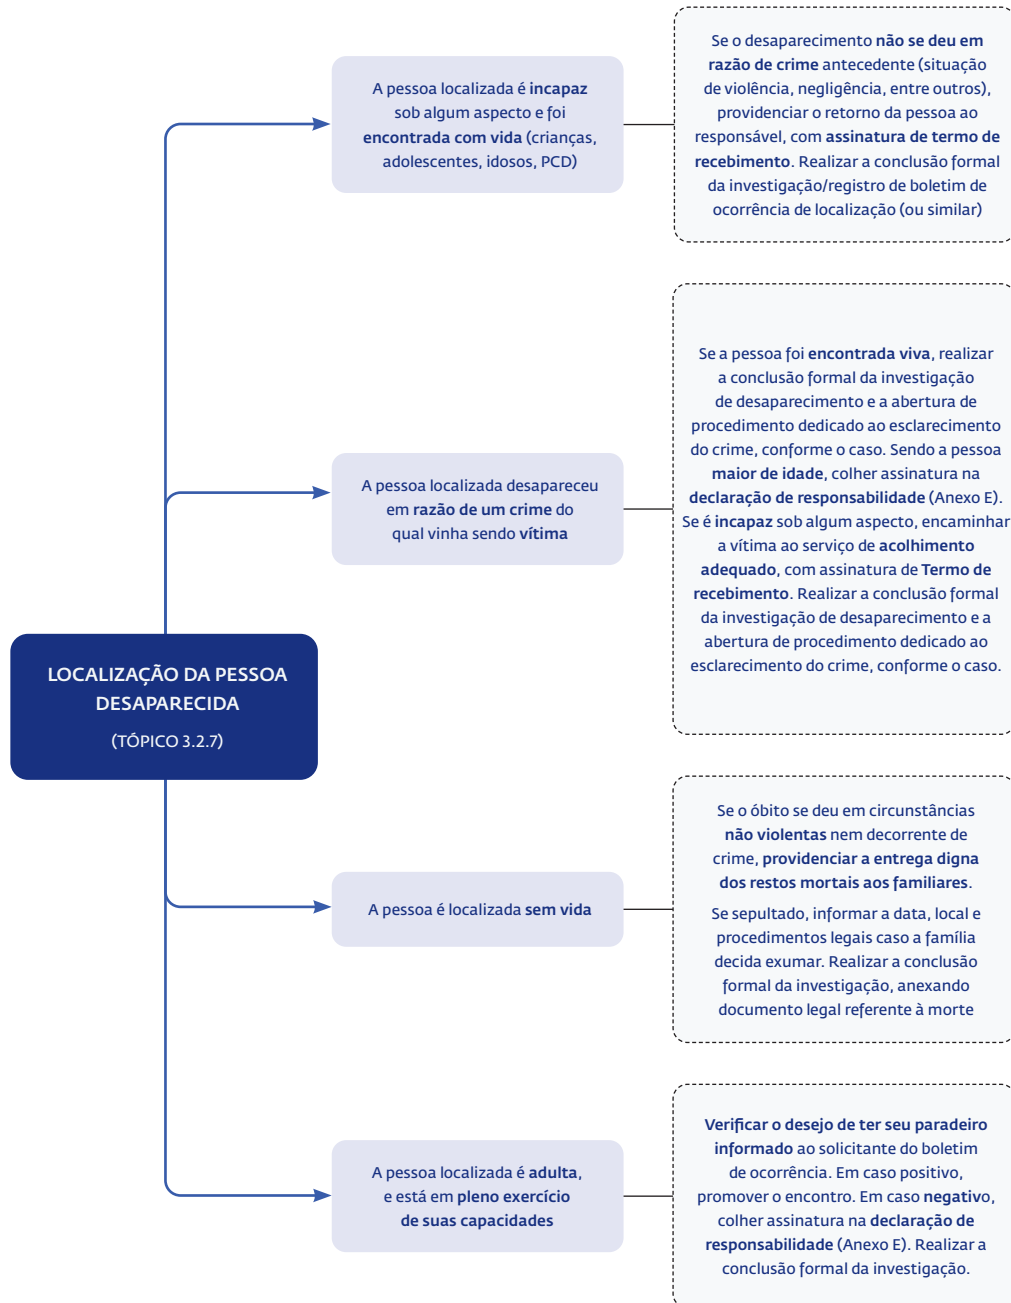 Se o desaparecimento não se deu em
razão de crime antecedente (situação
de violência, negligência, entre outros),
providenciar o retorno da pessoa ao
responsável, com assinatura de termo de
recebimento. Realizar a conclusão formal
da investigação/registro de boletim de
ocorrência de localização (ou similar)
A pessoa localizada é incapaz
sob algum aspecto e foi
encontrada com vida (crianças,
adolescentes, idosos, PCD)
Se a pessoa foi encontrada viva, realizar
a conclusão formal da investigação
de desaparecimento e a abertura de
procedimento dedicado ao esclarecimento
do crime, conforme o caso. Sendo a pessoa
maior de idade, colher assinatura na
declaração de responsabilidade (Anexo E).
Se é incapaz sob algum aspecto, encaminhar
a vítima ao serviço de acolhimento
adequado, com assinatura de Termo de
recebimento. Realizar a conclusão formal
da investigação de desaparecimento e a
abertura de procedimento dedicado ao
esclarecimento do crime, conforme o caso.
A pessoa localizada desapareceu
em razão de um crime do
qual vinha sendo vítima
LOCALIZAÇÃO DA PESSOA
DESAPARECIDA
(TÓPICO 3.2.7)
Se o óbito se deu em circunstâncias
não violentas nem decorrente de
crime, providenciar a entrega digna
dos restos mortais aos familiares.
Se sepultado, informar a data, local e
procedimentos legais caso a família
decida exumar. Realizar a conclusão
formal da investigação, anexando
documento legal referente à morte
A pessoa é localizada sem vida
Verificar o desejo de ter seu paradeiro
informado ao solicitante do boletim
de ocorrência. Em caso positivo,
promover o encontro. Em caso negativo,
colher assinatura na declaração de
responsabilidade (Anexo E). Realizar a
conclusão formal da investigação.
A pessoa localizada é adulta,
e está em pleno exercício
de suas capacidades